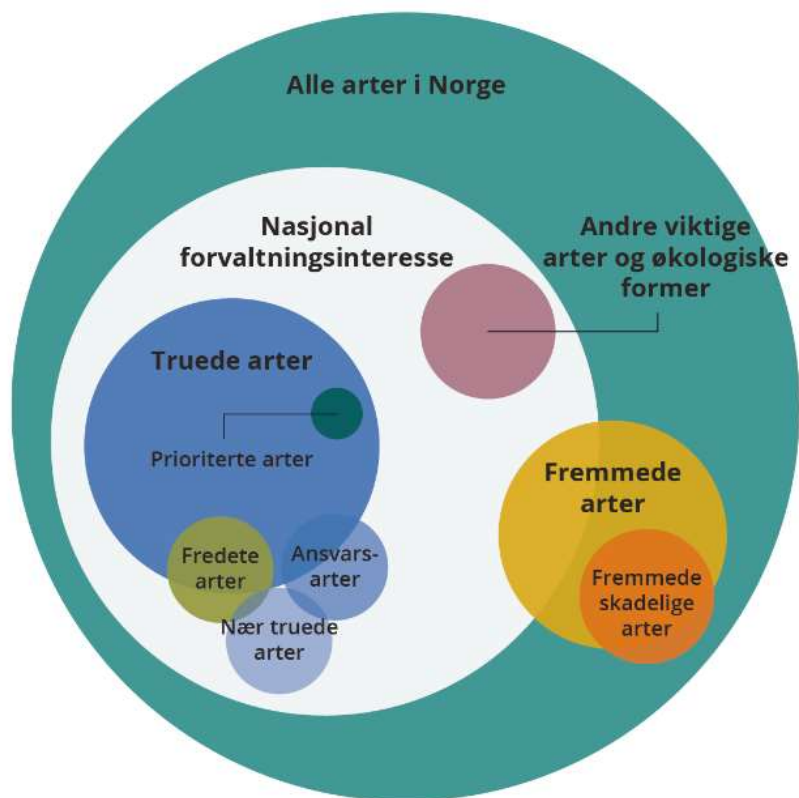 Alle arter i Norge
Nasjonal
forvaltningsinteresse
Andre viktige
arter og økologiske
former
Truede arter
Prioriterte arter
Fremmede
arter
Fredete
arter
Ansvars-
arter
Fremmede
skadelige
arter
Nær truede
arter